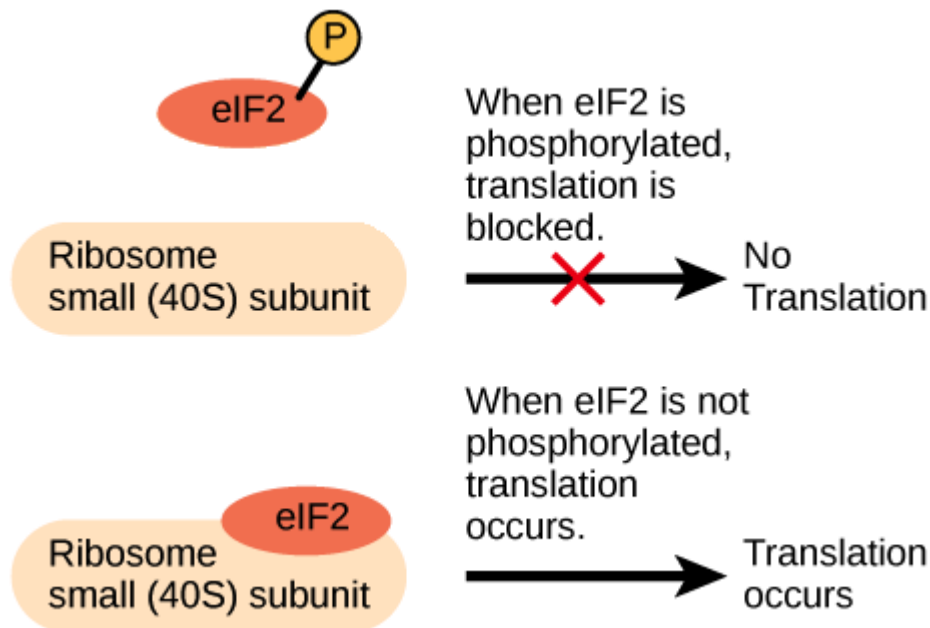 P
eIF2
When eIF2 is
phosphorylated,
translation is
blocked.
Ribosome
small (40S) subunit
No
Translation
When eIF2 is not
phosphorylated,
translation
occurs.
eIF2
Ribosome
small (40S) subunit
Translation
occurs